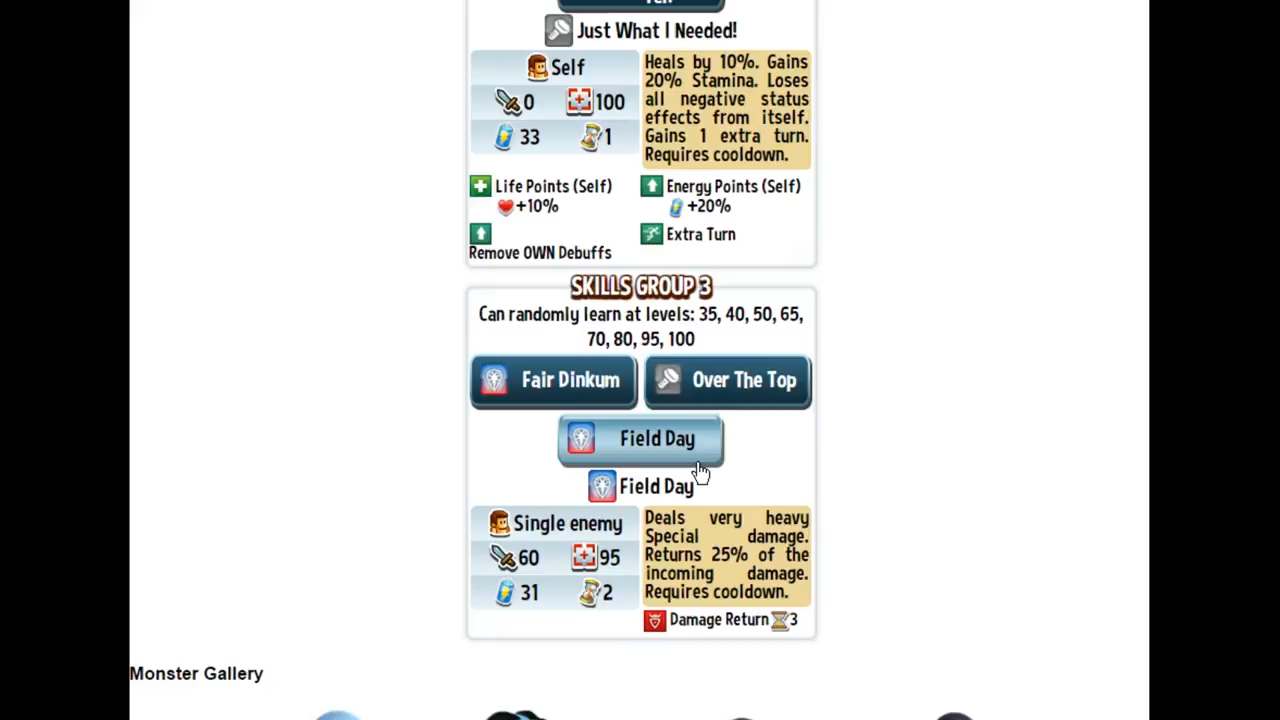 Just What I Needed!
Self
0 100
33 1
Heals by 10%. Gains
20% Stamina. Loses
all negative status
effects from itself.
Gains 1 extra turn.
Requires cooldown.
Life Points (Self)
+10%
Energy Points (Self)
+20%
Remove OWN Debuffs
Extra Turn
SKILLS GROUP 3
Can randomly learn at levels: 35, 40, 50, 65,
70, 80, 95, 100
Fair Dinkum
Over The Top
Field Day
Field Day
Single enemy
60 95
31 2
Deals very heavy
Special damage.
Returns 25% of the
incoming damage.
Requires cooldown.
Damage Return 3
Monster Gallery